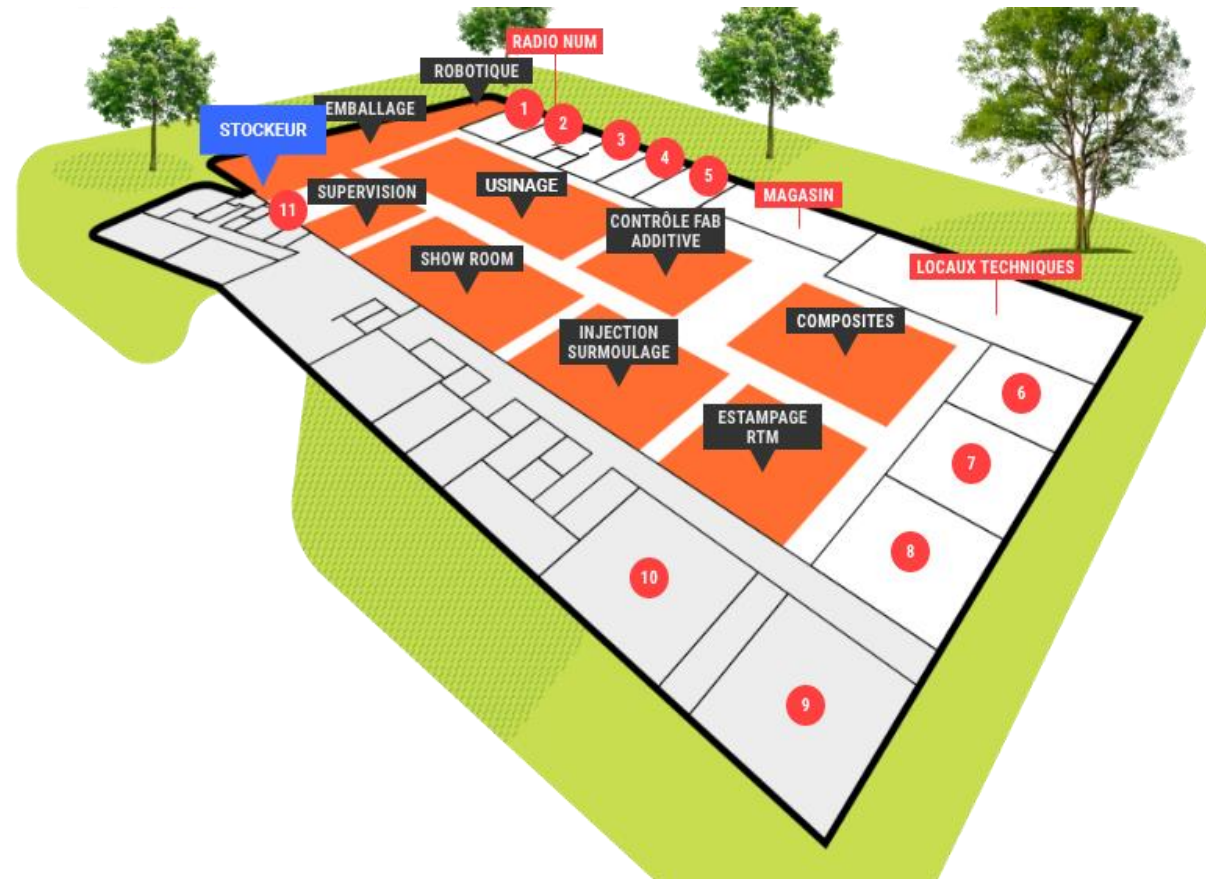 RADIO NUM
ROBOTIQUE
EMBALLAGE
1
2
STOCKEUR
3
4
5
SUPERVISION
USINAGE
MAGASIN
11
CONTRÔLE FAB
ADDITIVE
SHOW ROOM
LOCAUX TECHNIQUES
COMPOSITES
INJECTION
SURMOULAGE
6
ESTAMPAGE
RTM
7
8
10
9